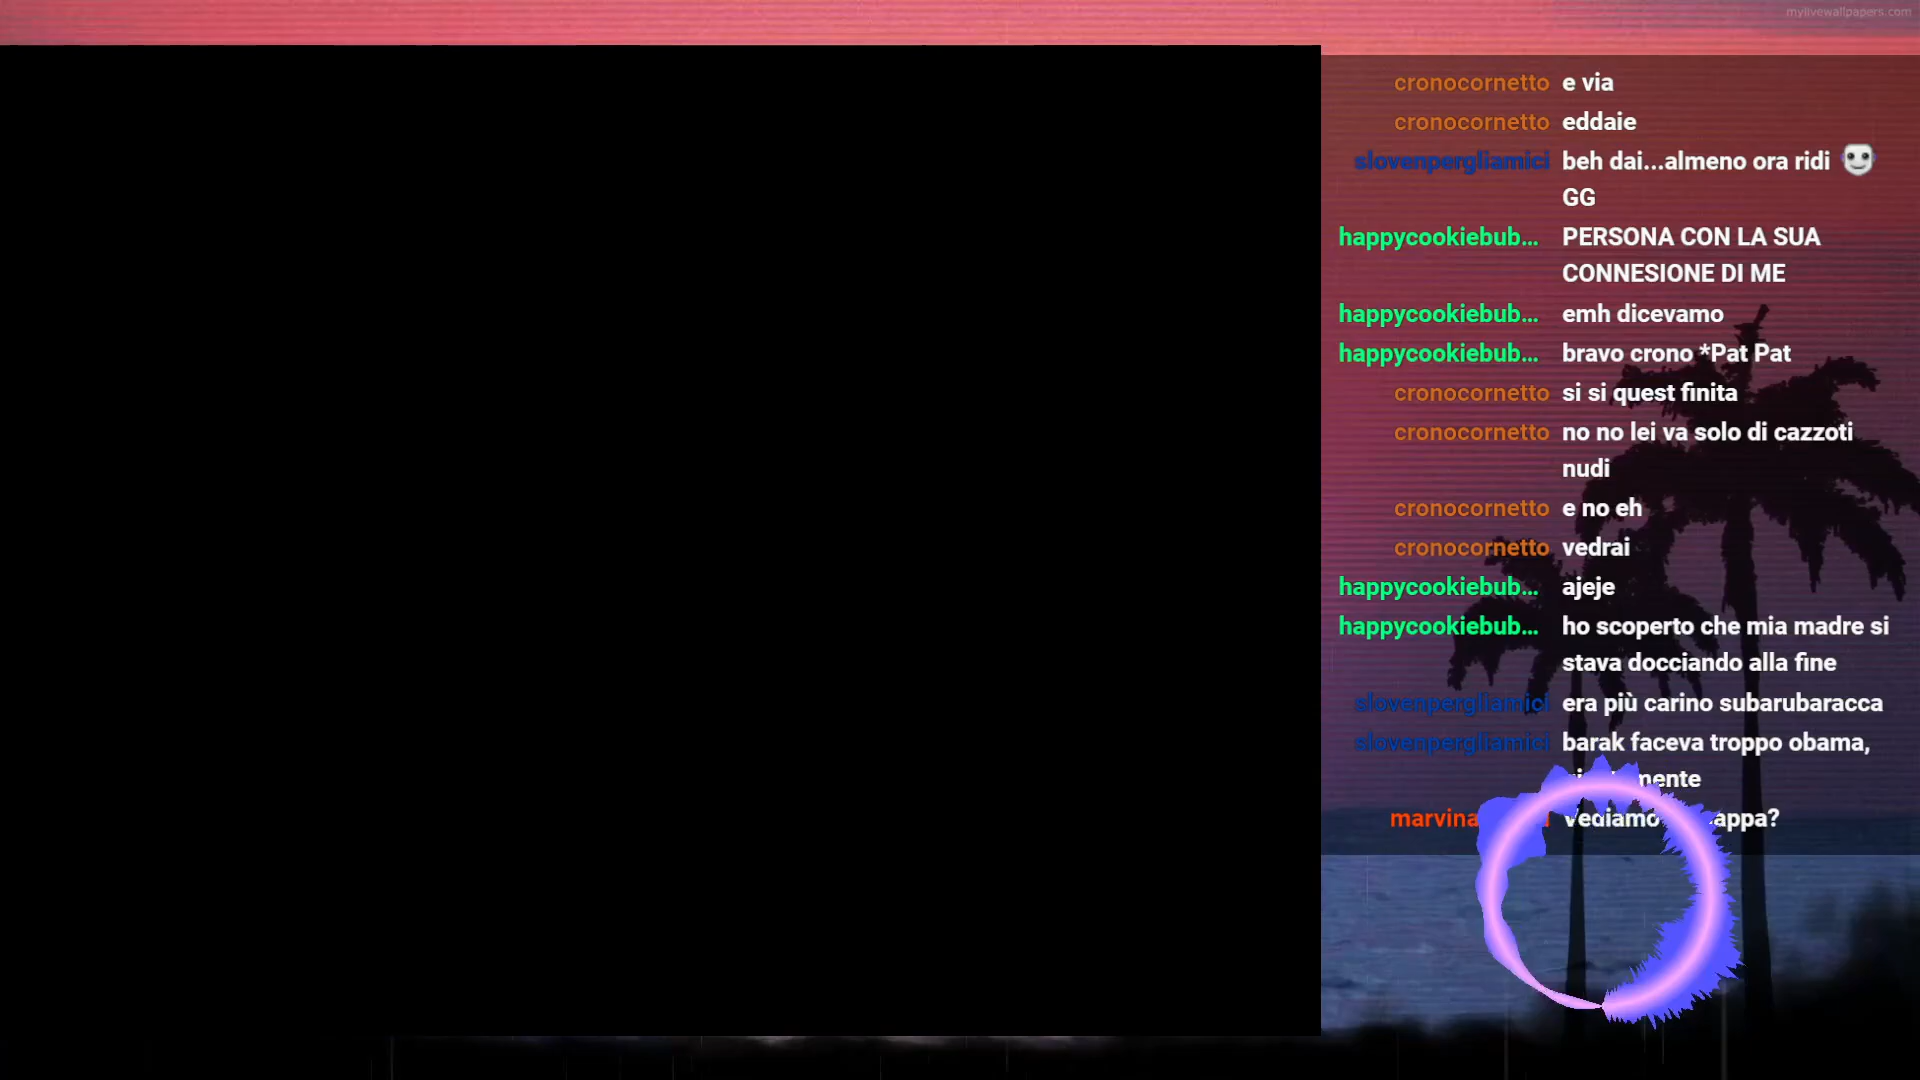 mylivewallpapers.com
cronocornetto e via
cronocornetto eddaie
slovenpergliamici beh dai...almeno ora ridi
GG
happycookiebub... PERSONA CON LA SUA
CONNESIONE DI ME
happycookiebub... emh dicevamo
happycookiebub... bravo crono *Pat Pat
cronocornetto si si quest finita
cronocornetto no no lei va solo di cazzoti
nudi
cronocornetto e no eh
cronocornetto vedrai
happycookiebub... ajeje
happycookiebub... ho scoperto che mia madre si
stava docciando alla fine
slovenpergliamici era più carino subarubaracca
slovenpergliamici barak faceva troppo obama,
Vediamo